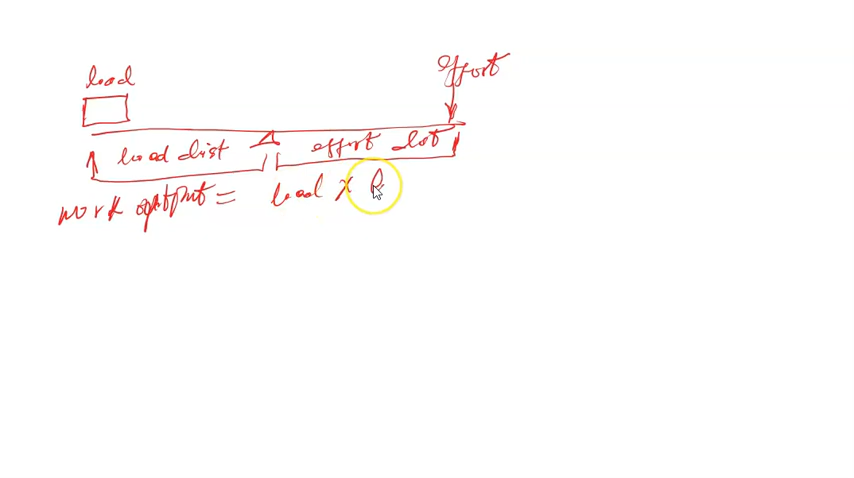 load
effort
load dist effort dist
work output = load × l